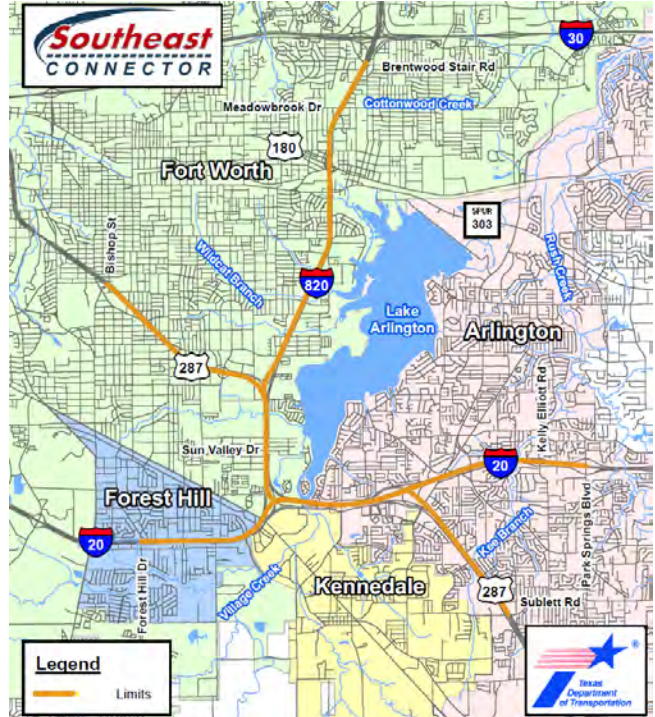 Southeast
CONNECTOR
30
Brentwood Stair Rd
Cottonwood Creek
Meadowbrook Dr
180
Fort Worth
SPUR
303
Bishop St
Rush Creek
Wildcat Branch
820
Lake
Arlington
Arlington
287
Kelly Elliott Rd
Sun Valley Dr
20
Forest Hill
20
Kee Branch
Park Springs Blvd
Forest Hill Dr
Village Creek
Kennedale
287
Sublett Rd
Legend
Limits
®
Texas
Department
of Transportation